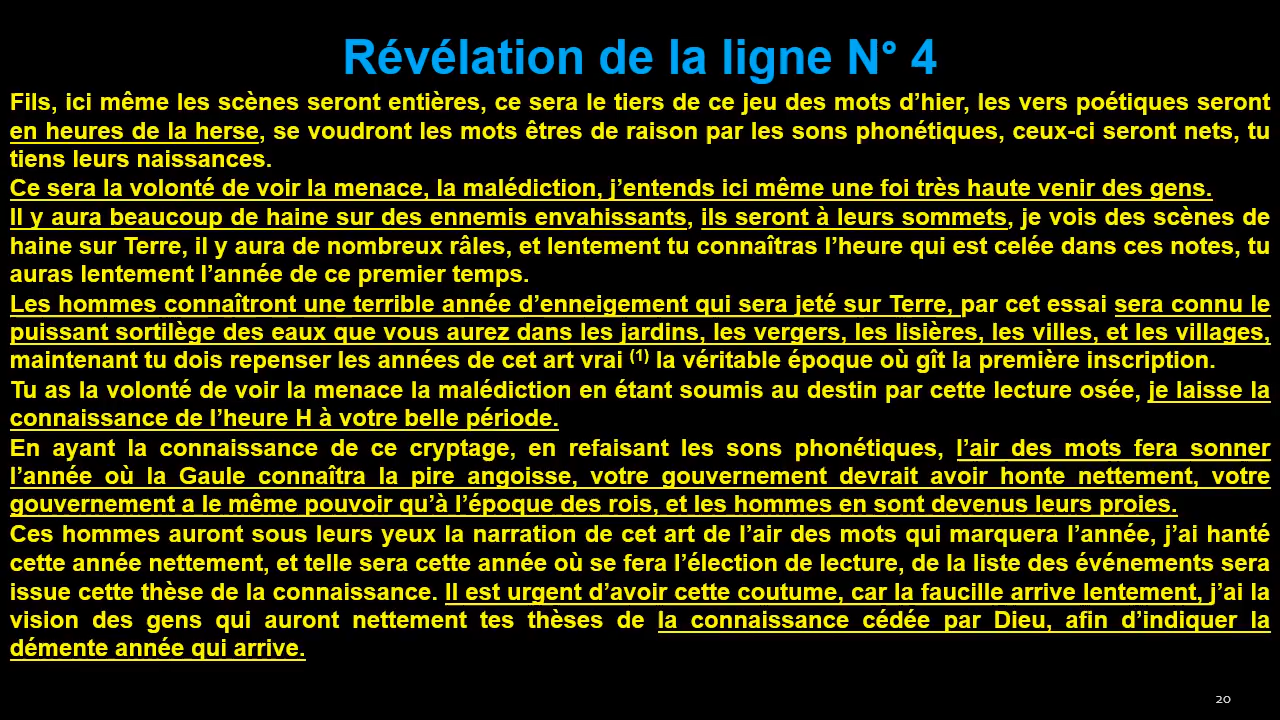 Révélation de la ligne N° 4
Fils, ici même les scènes seront entières, ce sera le tiers de ce jeu des mots d’hier, les vers poétiques seront
en heures de la herse, se voudront les mots êtres de raison par les sons phonétiques, ceux-ci seront nets, tu
tiens leurs naissances.
Ce sera la volonté de voir la menace, la malédiction, j’entends ici même une foi très haute venir des gens.
Il y aura beaucoup de haine sur des ennemis envahissants, ils seront à leurs sommets, je vois des scènes de
haine sur Terre, il y aura de nombreux râles, et lentement tu connaîtras l’heure qui est celée dans ces notes, tu
auras lentement l’année de ce premier temps.
Les hommes connaîtront une terrible année d’enneigement qui sera jeté sur Terre, par cet essai sera connu le
puissant sortilège des eaux que vous aurez dans les jardins, les vergers, les lisières, les villes, et les villages,
maintenant tu dois repenser les années de cet art vrai (1) la véritable époque où gît la première inscription.
Tu as la volonté de voir la menace la malédiction en étant soumis au destin par cette lecture osée, je laisse la
connaissance de l’heure H à votre belle période.
En ayant la connaissance de ce cryptage, en refaisant les sons phonétiques, l’air des mots fera sonner
l’année où la Gaule connaîtra la pire angoisse, votre gouvernement devrait avoir honte nettement, votre
gouvernement a le même pouvoir qu’à l’époque des rois, et les hommes en sont devenus leurs proies.
Ces hommes auront sous leurs yeux la narration de cet art de l’air des mots qui marquera l’année, j’ai hanté
cette année nettement, et telle sera cette année où se fera l’élection de lecture, de la liste des événements sera
issue cette thèse de la connaissance. Il est urgent d’avoir cette coutume, car la faucille arrive lentement, j’ai la
vision des gens qui auront nettement tes thèses de la connaissance cédée par Dieu, afin d’indiquer la
démente année qui arrive.
20